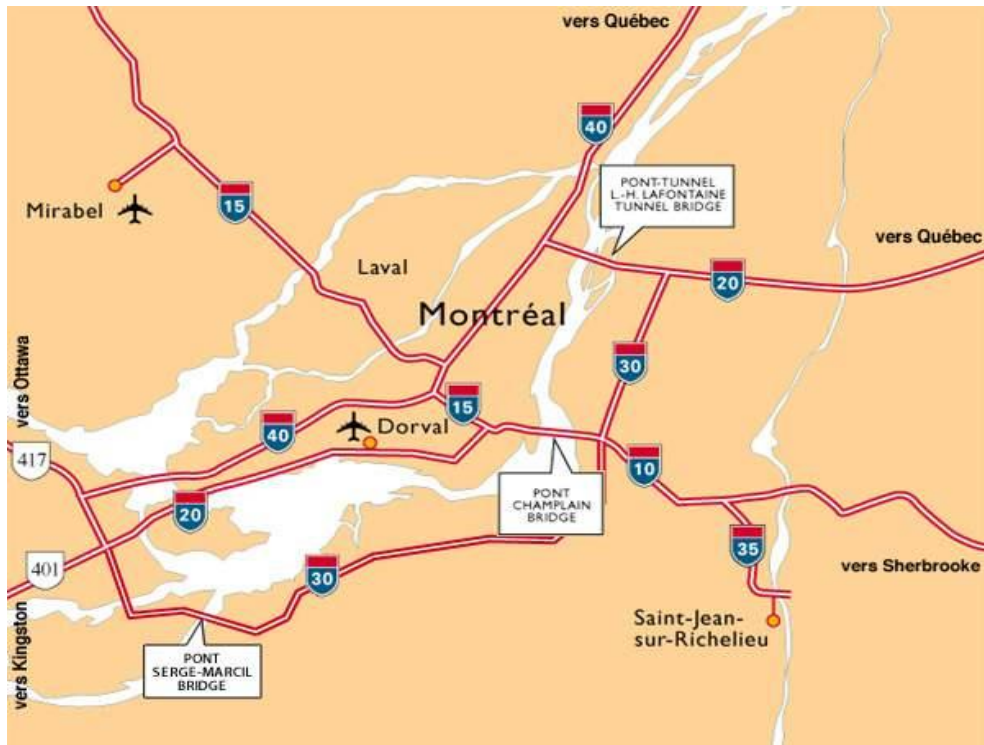 vers Québec
40
PONT-TUNNEL
L.-H. LAFONTAINE
TUNNEL BRIDGE
Mirabel
15
Laval
vers Québec
20
Montréal
30
vers Ottawa
15
40
Dorval
417
10
PONT
CHAMPLAIN
BRIDGE
20
35
401
30
vers Sherbrooke
Saint-Jean-
sur-Richelieu
vers Kingston
PONT
SERGE-MARCIL
BRIDGE